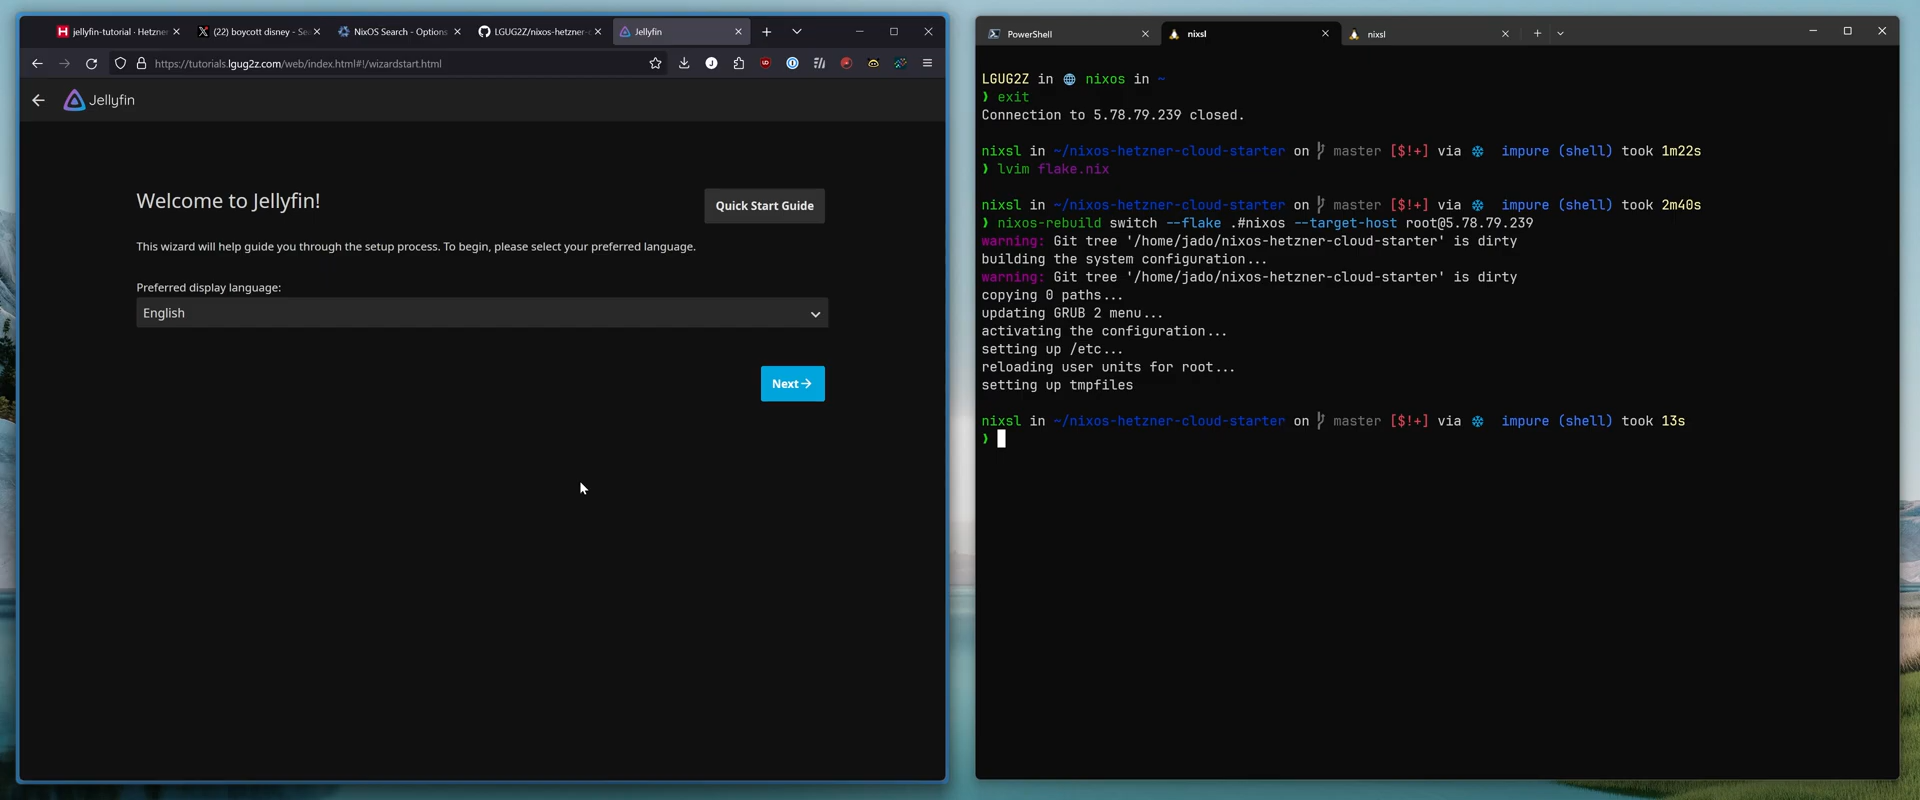 jellyfin-tutorial · Hetzner
(22) boycott disney - Se
NixOS Search - Options
LGUG2Z/nixos-hetzner-c
Jellyfin
https://tutorials.lgug2z.com/web/index.html#!/wizardstart.html
Jellyfin
Welcome to Jellyfin!
Quick Start Guide
This wizard will help guide you through the setup process. To begin, please select your preferred language.
Preferred display language:
English
Next
PowerShell
nixsl
nixsl
LGUG2Z in nixos in ~
❯ exit
Connection to 5.78.79.239 closed.
nixsl in ~/nixos-hetzner-cloud-starter on master [$!+] via impure (shell) took 1m22s
❯ lvim flake.nix
nixsl in ~/nixos-hetzner-cloud-starter on master [$!+] via impure (shell) took 2m40s
❯ nixos-rebuild switch --flake .#nixos --target-host root@5.78.79.239
warning: Git tree '/home/jado/nixos-hetzner-cloud-starter' is dirty
building the system configuration...
warning: Git tree '/home/jado/nixos-hetzner-cloud-starter' is dirty
copying 0 paths...
updating GRUB 2 menu...
activating the configuration...
setting up /etc...
reloading user units for root...
setting up tmpfiles
nixsl in ~/nixos-hetzner-cloud-starter on master [$!+] via impure (shell) took 13s
❯